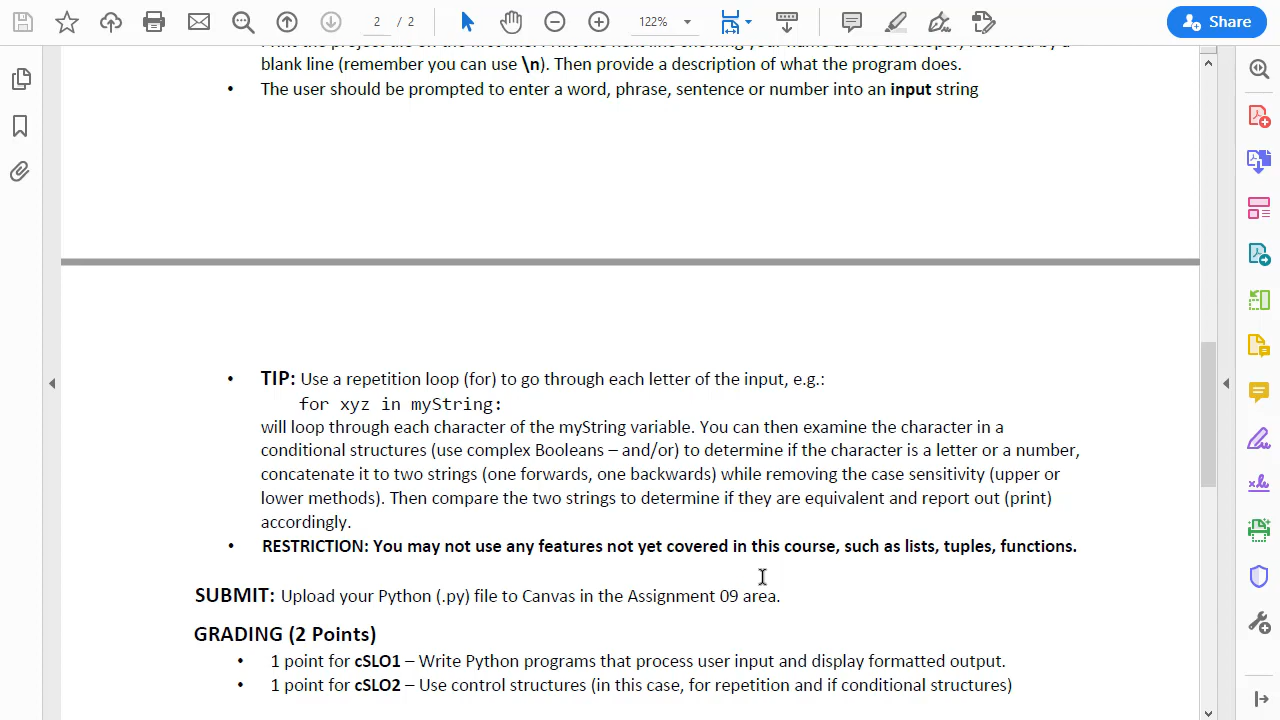 2 / 2
122%
Share
blank line (remember you can use \n). Then provide a description of what the program does.
• The user should be prompted to enter a word, phrase, sentence or number into an input string
• TIP: Use a repetition loop (for) to go through each letter of the input, e.g.:
for xyz in myString:
will loop through each character of the myString variable. You can then examine the character in a
conditional structures (use complex Booleans – and/or) to determine if the character is a letter or a number,
concatenate it to two strings (one forwards, one backwards) while removing the case sensitivity (upper or
lower methods). Then compare the two strings to determine if they are equivalent and report out (print)
accordingly.
• RESTRICTION: You may not use any features not yet covered in this course, such as lists, tuples, functions.
SUBMIT: Upload your Python (.py) file to Canvas in the Assignment 09 area.
GRADING (2 Points)
• 1 point for cSLO1 – Write Python programs that process user input and display formatted output.
• 1 point for cSLO2 – Use control structures (in this case, for repetition and if conditional structures)